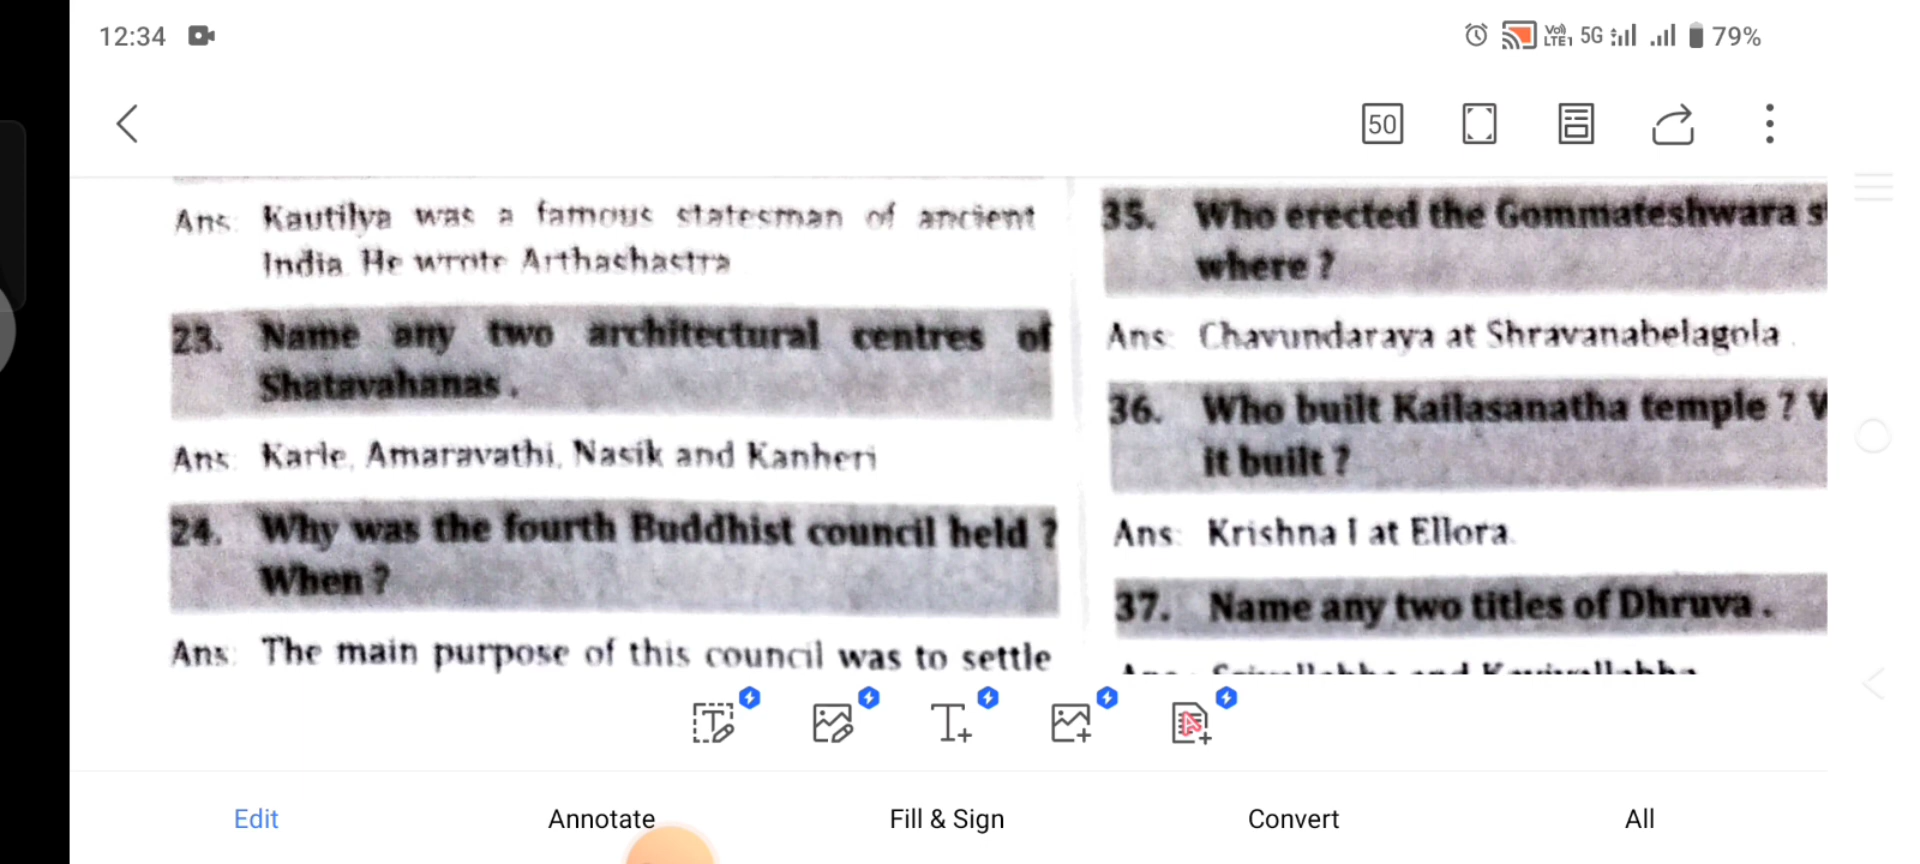 12:34
Vo)) LTE1 5G 79%
50
Ans: Kautilya was a famous statesman of ancient
India. He wrote Arthashastra
23. Name any two architectural centres of
Shatavahanas .
Ans: Karle, Amaravathi, Nasik and Kanheri
24. Why was the fourth Buddhist council held ?
When ?
Ans: The main purpose of this council was to settle
35. Who erected the Gommateshwara s
where ?
Ans: Chavundaraya at Shravanabelagola .
36. Who built Kailasanatha temple ? W
it built ?
Ans: Krishna I at Ellora.
37. Name any two titles of Dhruva .
Edit
Annotate
Fill & Sign
Convert
All